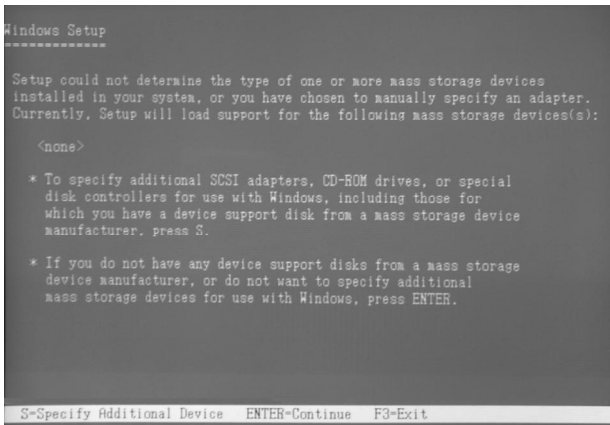 Windows Setup
=============
Setup could not determine the type of one or more mass storage devices
installed in your system, or you have chosen to manually specify an adapter.
Currently, Setup will load support for the following mass storage devices(s):
<none>
* To specify additional SCSI adapters, CD-ROM drives, or special
disk controllers for use with Windows, including those for
which you have a device support disk from a mass storage device
manufacturer, press S.
* If you do not have any device support disks from a mass storage
device manufacturer, or do not want to specify additional
mass storage devices for use with Windows, press ENTER.
S=Specify Additional Device ENTER=Continue F3=Exit